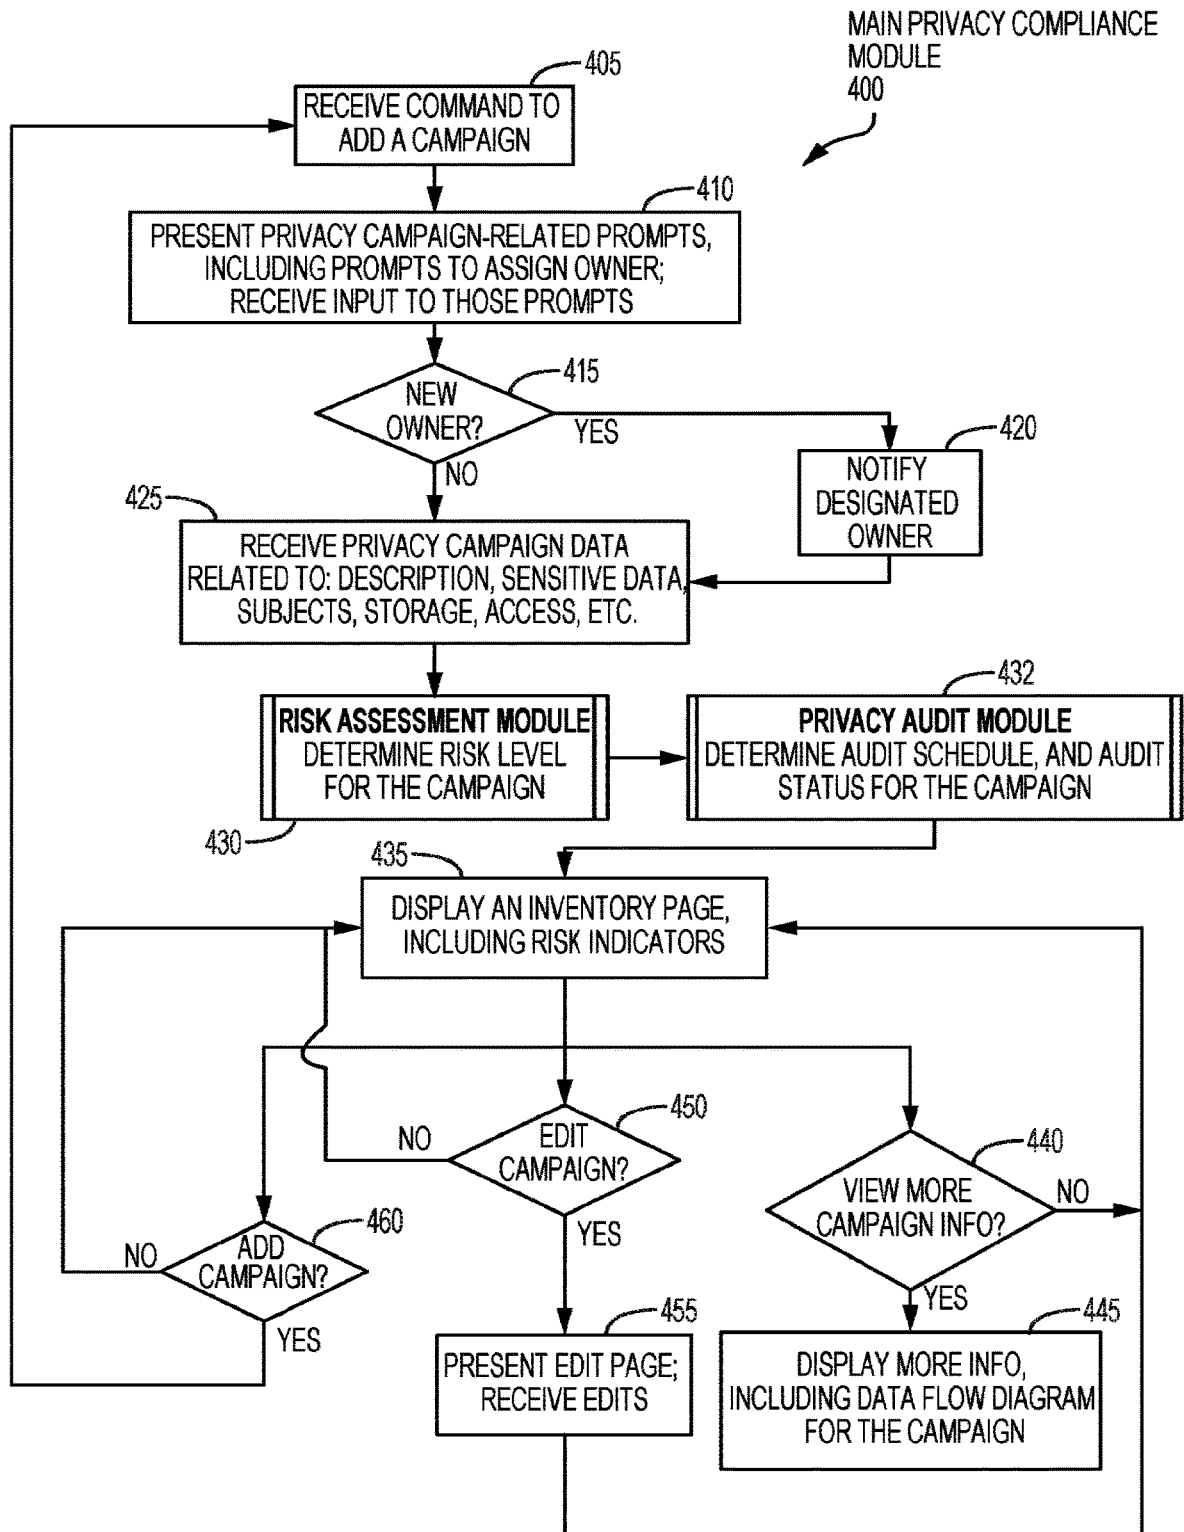 MAIN PRIVACY COMPLIANCE
MODULE
400
405
RECEIVE COMMAND TO
ADD A CAMPAIGN
410
PRESENT PRIVACY CAMPAIGN-RELATED PROMPTS,
INCLUDING PROMPTS TO ASSIGN OWNER;
RECEIVE INPUT TO THOSE PROMPTS
415
NEW
OWNER?
YES
NO
420
NOTIFY
DESIGNATED
OWNER
425
RECEIVE PRIVACY CAMPAIGN DATA
RELATED TO: DESCRIPTION, SENSITIVE DATA,
SUBJECTS, STORAGE, ACCESS, ETC.
RISK ASSESSMENT MODULE
DETERMINE RISK LEVEL
FOR THE CAMPAIGN
430
432
PRIVACY AUDIT MODULE
DETERMINE AUDIT SCHEDULE, AND AUDIT
STATUS FOR THE CAMPAIGN
435
DISPLAY AN INVENTORY PAGE,
INCLUDING RISK INDICATORS
450
EDIT
CAMPAIGN?
NO
YES
440
VIEW MORE
CAMPAIGN INFO?
NO
YES
460
ADD
CAMPAIGN?
NO
YES
455
PRESENT EDIT PAGE;
RECEIVE EDITS
445
DISPLAY MORE INFO,
INCLUDING DATA FLOW DIAGRAM
FOR THE CAMPAIGN